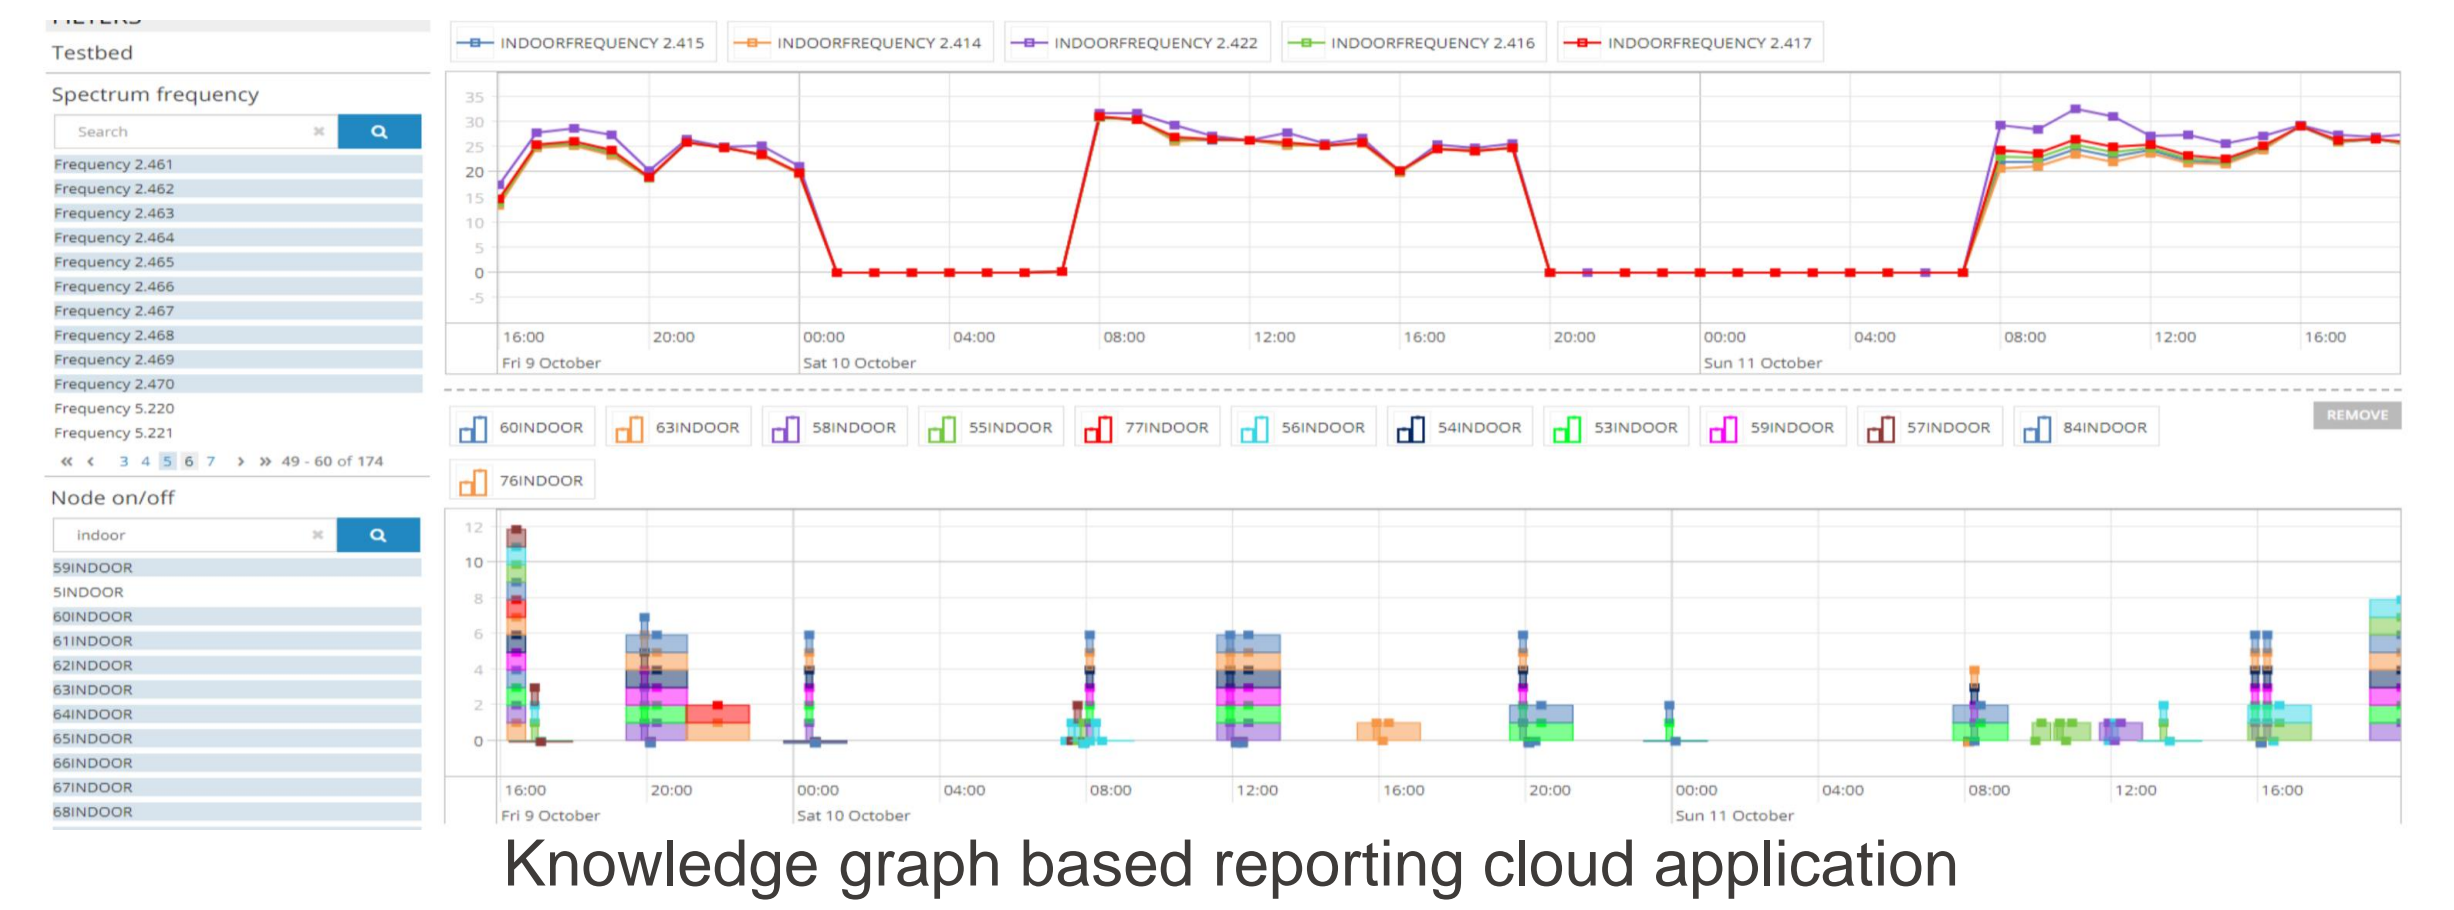 FILTERS
Testbed
Spectrum frequency
Search
Frequency 2.461
Frequency 2.462
Frequency 2.463
Frequency 2.464
Frequency 2.465
Frequency 2.466
Frequency 2.467
Frequency 2.468
Frequency 2.469
Frequency 2.470
Frequency 5.220
Frequency 5.221
« ‹ 3 4 5 6 7 › » 49 - 60 of 174
Node on/off
indoor
59INDOOR
5INDOOR
60INDOOR
61INDOOR
62INDOOR
63INDOOR
64INDOOR
65INDOOR
66INDOOR
67INDOOR
68INDOOR
INDOORFREQUENCY 2.415 INDOORFREQUENCY 2.414 INDOORFREQUENCY 2.422 INDOORFREQUENCY 2.416 INDOORFREQUENCY 2.417
35
30
25
20
15
10
5
0
-5
16:00 20:00 00:00 04:00 08:00 12:00 16:00 20:00 00:00 04:00 08:00 12:00 16:00
Fri 9 October Sat 10 October Sun 11 October
60INDOOR 63INDOOR 58INDOOR 55INDOOR 77INDOOR 56INDOOR 54INDOOR 53INDOOR 59INDOOR 57INDOOR 84INDOOR REMOVE
76INDOOR
12
10
8
6
4
2
0
16:00 20:00 00:00 04:00 08:00 12:00 16:00 20:00 00:00 04:00 08:00 12:00 16:00
Fri 9 October Sat 10 October Sun 11 October
Knowledge graph based reporting cloud application